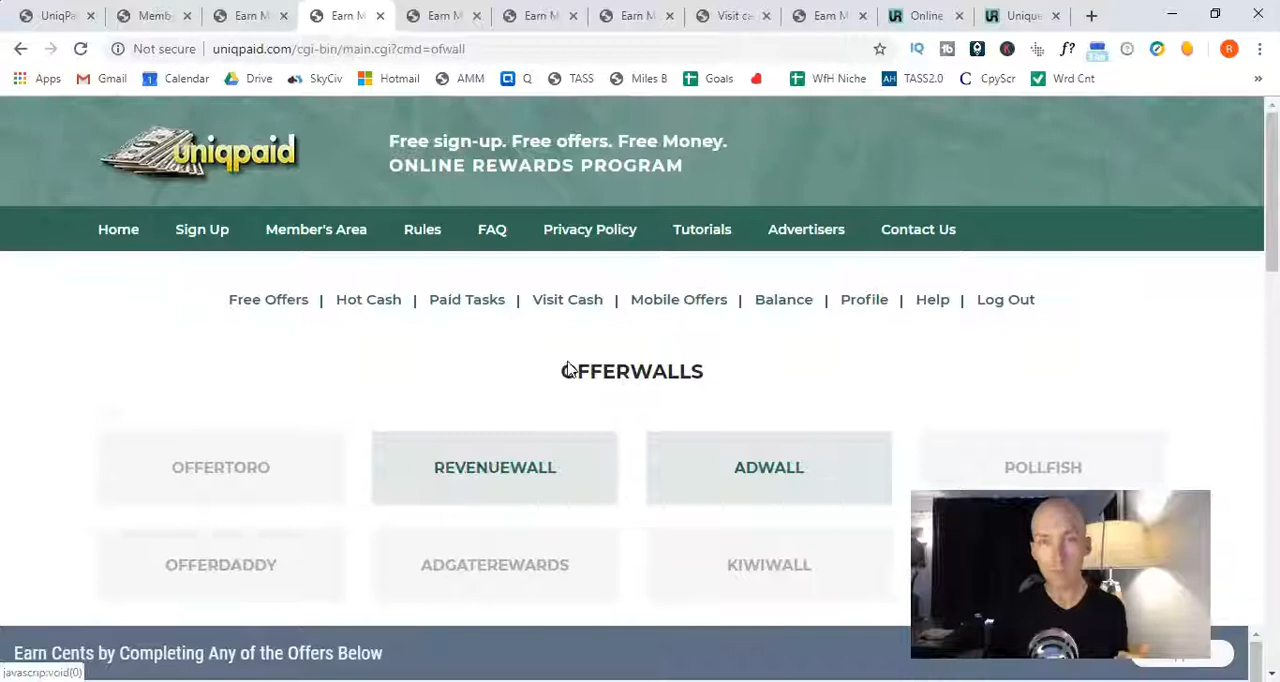 UniqPa
Memb
Earn M
Earn M
Earn M
Earn M
Earn M
Visit ca
Earn M
Online
Unique
Not secure
uniqpaid.com/cgi-bin/main.cgi?cmd=ofwall
Apps
Gmail
Calendar
Drive
SkyCiv
Hotmail
AMM
Q
TASS
Miles B
Goals
WfH Niche
TASS2.0
CpyScr
Wrd Cnt
uniqpaid
Free sign-up. Free offers. Free Money.
ONLINE REWARDS PROGRAM
Home Sign Up Member's Area Rules FAQ Privacy Policy Tutorials Advertisers Contact Us
Free Offers | Hot Cash | Paid Tasks | Visit Cash | Mobile Offers | Balance | Profile | Help | Log Out
OFFERWALLS
OFFERTORO REVENUEWALL ADWALL POLLFISH
OFFERDADDY ADGATEREWARDS KIWIWALL
Earn Cents by Completing Any of the Offers Below
javascrip:void(0)